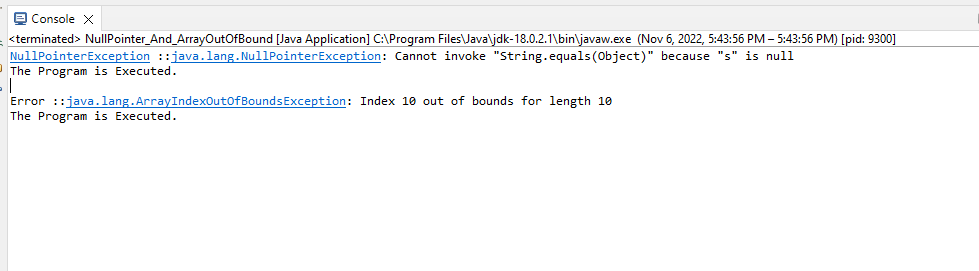 Console
<terminated> NullPointer_And_ArrayOutOfBound [Java Application] C:\Program Files\Java\jdk-18.0.2.1\bin\javaw.exe (Nov 6, 2022, 5:43:56 PM – 5:43:56 PM) [pid: 9300]
NullPointerException ::java.lang.NullPointerException: Cannot invoke "String.equals(Object)" because "s" is null
The Program is Executed.
Error ::java.lang.ArrayIndexOutOfBoundsException: Index 10 out of bounds for length 10
The Program is Executed.